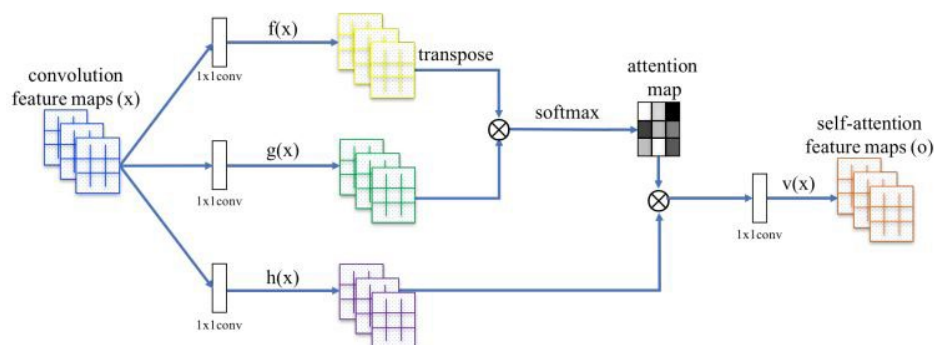 convolution
feature maps (x)
f(x)
1x1conv
transpose
g(x)
1x1conv
softmax
attention
map
h(x)
1x1conv
v(x)
1x1conv
self-attention
feature maps (o)